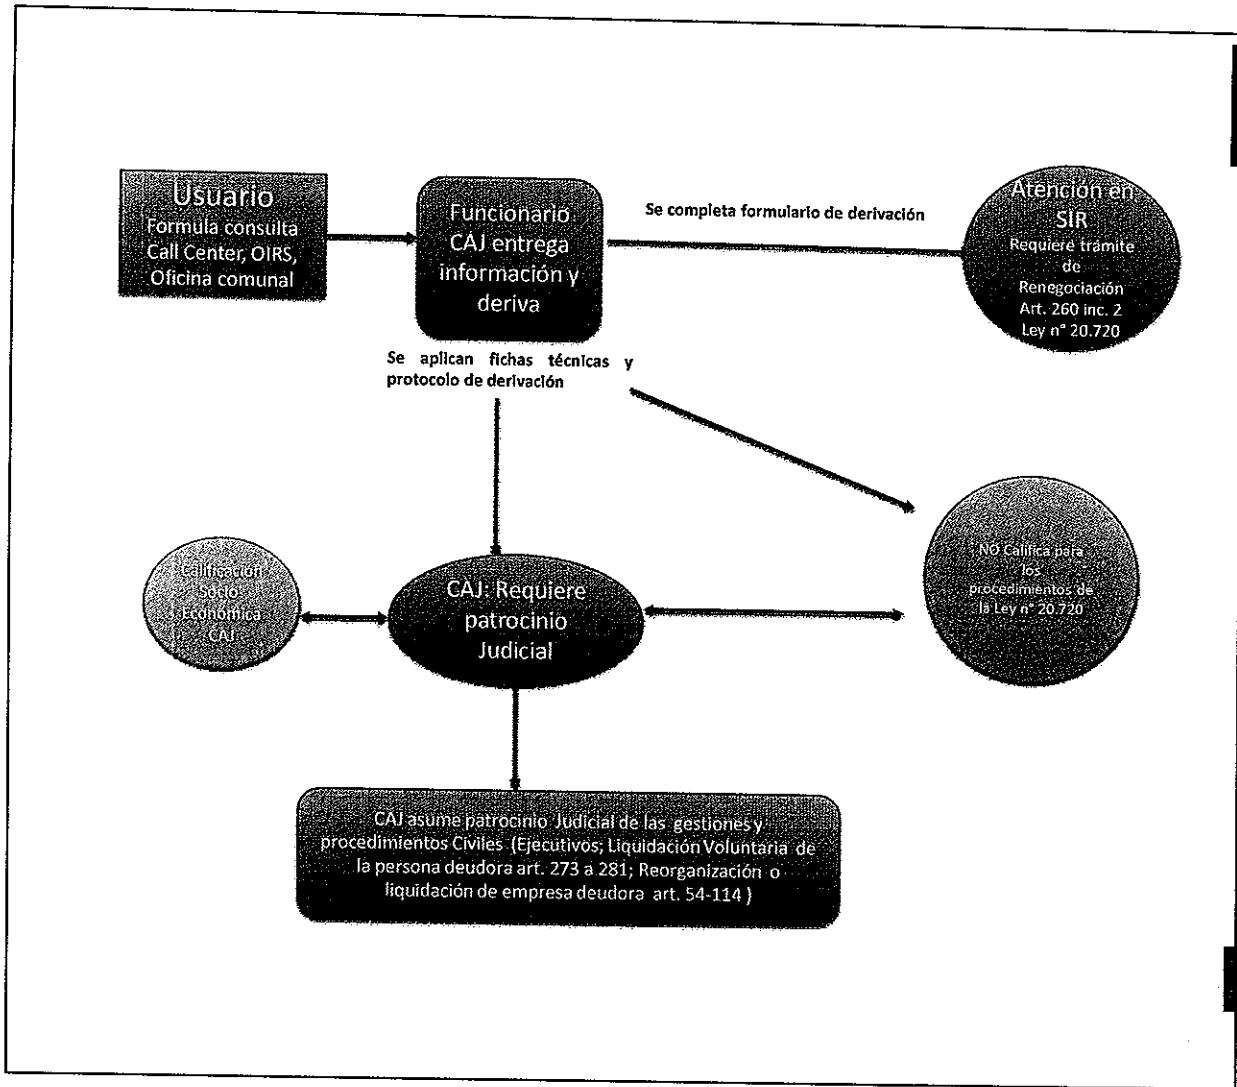 Usuario
Formula consulta
Call Center, OIRS,
Oficina comunal
Funcionario
CAJ entrega
información y
deriva
Se completa formulario de derivación
Atención en
SIR
Requiere trámite
de
Renegociación
Art. 260 inc. 2
Ley n° 20.720
Se aplican fichas técnicas y
protocolo de derivación
Calificación
Socio
Económica
CAJ
CAJ: Requiere
patrocinio
Judicial
NO Califica para
los
procedimientos de
la Ley n° 20.720
CAJ asume patrocinio Judicial de las gestiones y
procedimientos Civiles (Ejecutivos; Liquidación Voluntaria de
la persona deudora art. 273 a 281; Reorganización o
liquidación de empresa deudora art. 54-114 )